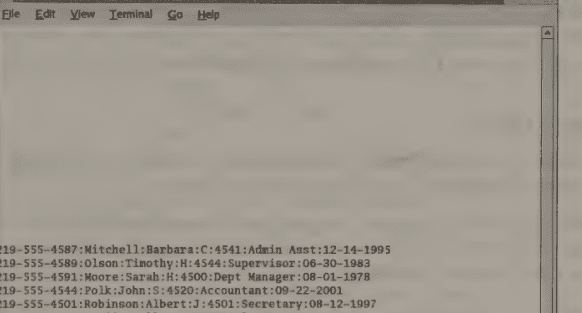 File Edit View Terminal Go Help
219-555-4587:Mitchell:Barbara:C:4541:Admin Asst:12-14-1995
219-555-4589:Olson:Timothy:H:4544:Supervisor:06-30-1983
219-555-4591:Moore:Sarah:H:4500:Dept Manager:08-01-1978
219-555-4544:Polk:John:S:4520:Accountant:09-22-2001
219-555-4501:Robinson:Albert:J:4501:Secretary:08-12-1997